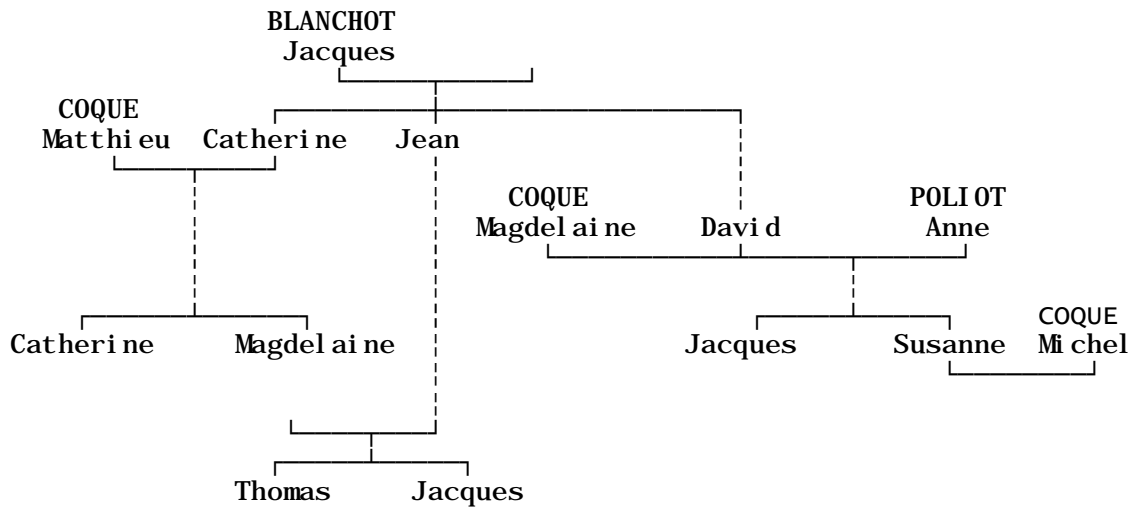 BLANCHOT
Jacques
COQUE
Matthieu Catherine Jean
COQUE POLIOT
Magdelaine David Anne
COQUE
Catherine Magdelaine Jacques Susanne Michel
Thomas Jacques